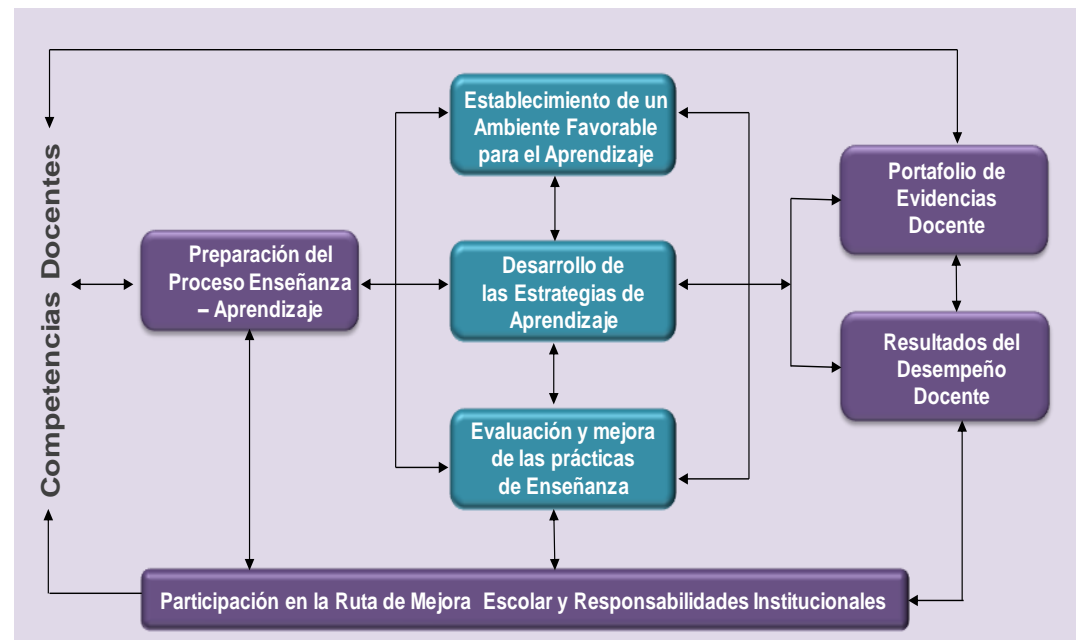 Competencias Docentes
Preparación del
Proceso Enseñanza
– Aprendizaje
Establecimiento de un
Ambiente Favorable
para el Aprendizaje
Desarrollo de
las Estrategias de
Aprendizaje
Evaluación y mejora
de las prácticas
de Enseñanza
Portafolio de
Evidencias
Docente
Resultados del
Desempeño
Docente
Participación en la Ruta de Mejora  Escolar y Responsabilidades Institucionales